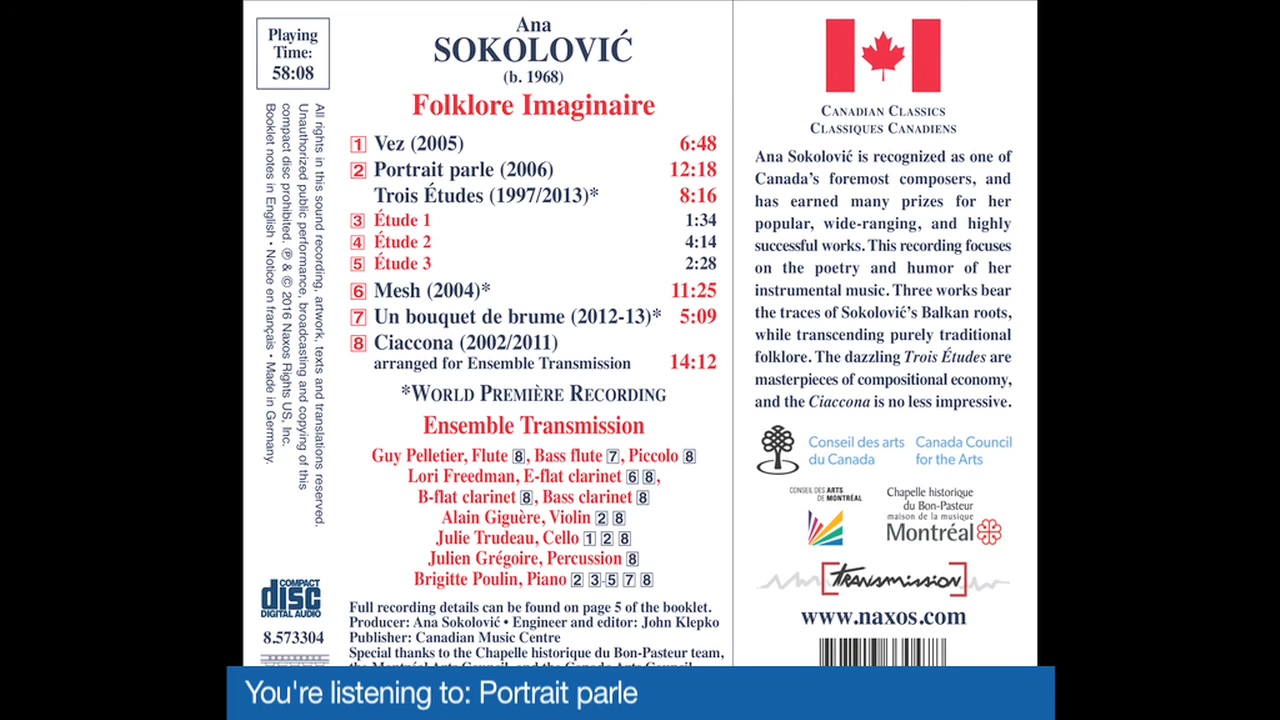 Playing
Time:
58:08
All rights in this sound recording, artwork, texts and translations reserved.
Unauthorized public performance, broadcasting and copying of this
compact disc prohibited. ℗ & © 2016 Naxos Rights US, Inc.
Booklet notes in English • Notice en français • Made in Germany.
COMPACT
disc
DIGITAL AUDIO
8.573304
Ana
SOKOLOVIĆ
(b. 1968)
Folklore Imaginaire
1 Vez (2005) 6:48
2 Portrait parle (2006) 12:18
Trois Études (1997/2013)* 8:16
3 Étude 1 1:34
4 Étude 2 4:14
5 Étude 3 2:28
6 Mesh (2004)* 11:25
7 Un bouquet de brume (2012-13)* 5:09
8 Ciaccona (2002/2011)
arranged for Ensemble Transmission 14:12
*WORLD PREMIÈRE RECORDING
Ensemble Transmission
Guy Pelletier, Flute 8, Bass flute 7, Piccolo 8
Lori Freedman, E-flat clarinet 6 8,
B-flat clarinet 8, Bass clarinet 8
Alain Giguère, Violin 2 8
Julie Trudeau, Cello 1 2 8
Julien Grégoire, Percussion 8
Brigitte Poulin, Piano 2 3-5 7 8
Full recording details can be found on page 5 of the booklet.
Producer: Ana Sokolović • Engineer and editor: John Klepko
Publisher: Canadian Music Centre
Special thanks to the Chapelle historique du Bon-Pasteur team,
the Montréal Arts Council, and the Canada Arts Council
CANADIAN CLASSICS
CLASSIQUES CANADIENS
Ana Sokolović is recognized as one of
Canada's foremost composers, and
has earned many prizes for her
popular, wide-ranging, and highly
successful works. This recording focuses
on the poetry and humor of her
instrumental music. Three works bear
the traces of Sokolović's Balkan roots,
while transcending purely traditional
folklore. The dazzling Trois Études are
masterpieces of compositional economy,
and the Ciaccona is no less impressive.
Conseil des arts
du Canada
Canada Council
for the Arts
CONSEIL DES ARTS
DE MONTRÉAL
Chapelle historique
du Bon-Pasteur
maison de la musique
Montréal
TRANSMISSION
www.naxos.com
You're listening to: Portrait parle